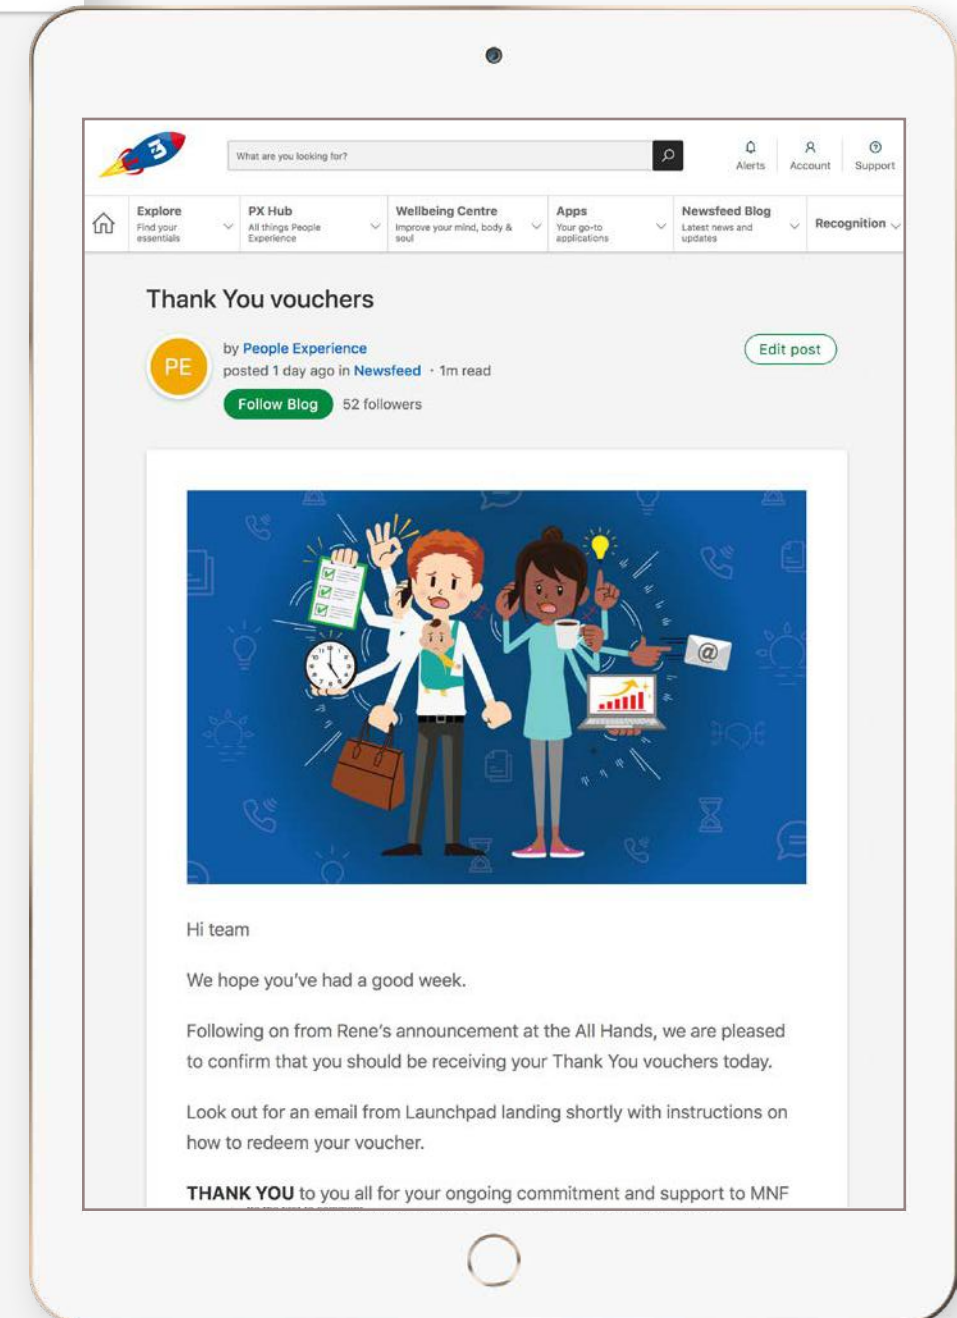 3
What are you looking for?
Alerts
Account
Support
Explore
Find your
essentials
PX Hub
All things People
Experience
Wellbeing Centre
Improve your mind, body &
soul
Apps
Your go-to
applications
Newsfeed Blog
Latest news and
updates
Recognition
Thank You vouchers
PE
by People Experience
posted 1 day ago in Newsfeed · 1m read
Follow Blog 52 followers
Edit post
@
Hi team
We hope you've had a good week.
Following on from Rene's announcement at the All Hands, we are pleased
to confirm that you should be receiving your Thank You vouchers today.
Look out for an email from Launchpad landing shortly with instructions on
how to redeem your voucher.
THANK YOU to you all for your ongoing commitment and support to MNF